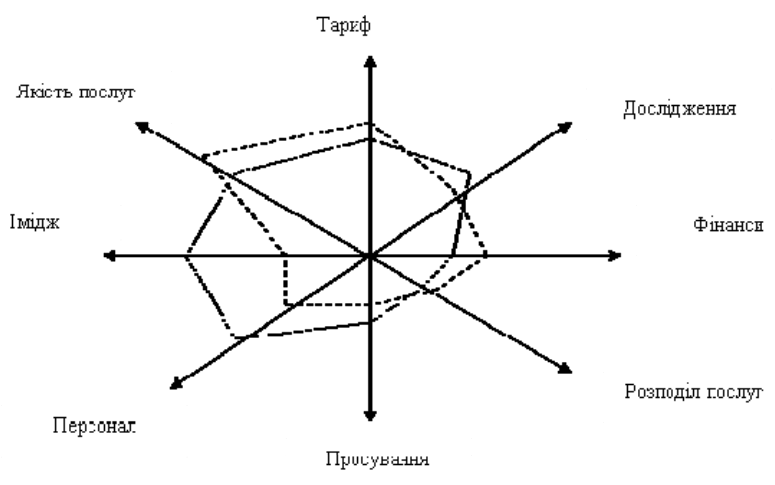 Тариф
Якість послуг
Дослідження
Імідж
Фінанси
Розподіл послуг
Персонал
Просування